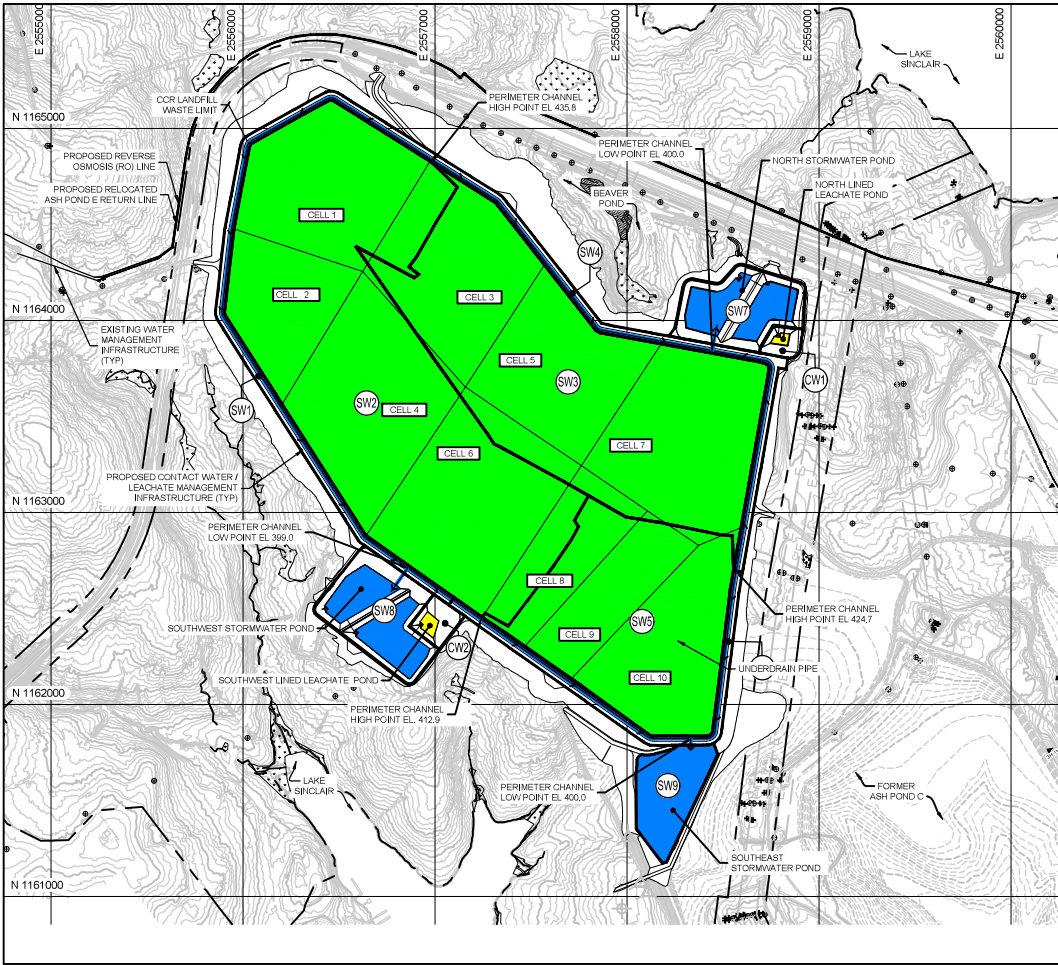 E 2555000
E 2556000
E 2557000
E 2558000
E 2559000
E 2560000
LAKE
SINCLAIR
CCR LANDFILL
WASTE LIMIT
PERIMETER CHANNEL
HIGH POINT EL 435.8
N 1165000
PERIMETER CHANNEL
LOW POINT EL 400.0
PROPOSED REVERSE
OSMOSIS (RO) LINE
NORTH STORMWATER POND
PROPOSED RELOCATED
ASH POND E RETURN LINE
NORTH LINED
LEACHATE POND
BEAVER
POND
CELL 1
SW4
CELL 2
CELL 3
N 1164000
SW7
EXISTING WATER
MANAGEMENT
INFRASTRUCTURE
(TYP)
CELL 5
SW3
CW1
SW1
SW2
CELL 4
CELL 6
CELL 7
PROPOSED CONTACT WATER /
LEACHATE MANAGEMENT
INFRASTRUCTURE (TYP)
N 1163000
PERIMETER CHANNEL
LOW POINT EL 399.0
CELL 8
SW8
PERIMETER CHANNEL
HIGH POINT EL 424.7
SOUTHWEST STORMWATER POND
SW5
CELL 9
CW2
UNDERDRAIN PIPE
SOUTHWEST LINED LEACHATE POND
CELL 10
N 1162000
PERIMETER CHANNEL
HIGH POINT EL. 412.9
LAKE
SINCLAIR
PERIMETER CHANNEL
LOW POINT EL 400.0
SW9
FORMER
ASH POND C
SOUTHEAST
STORMWATER POND
N 1161000